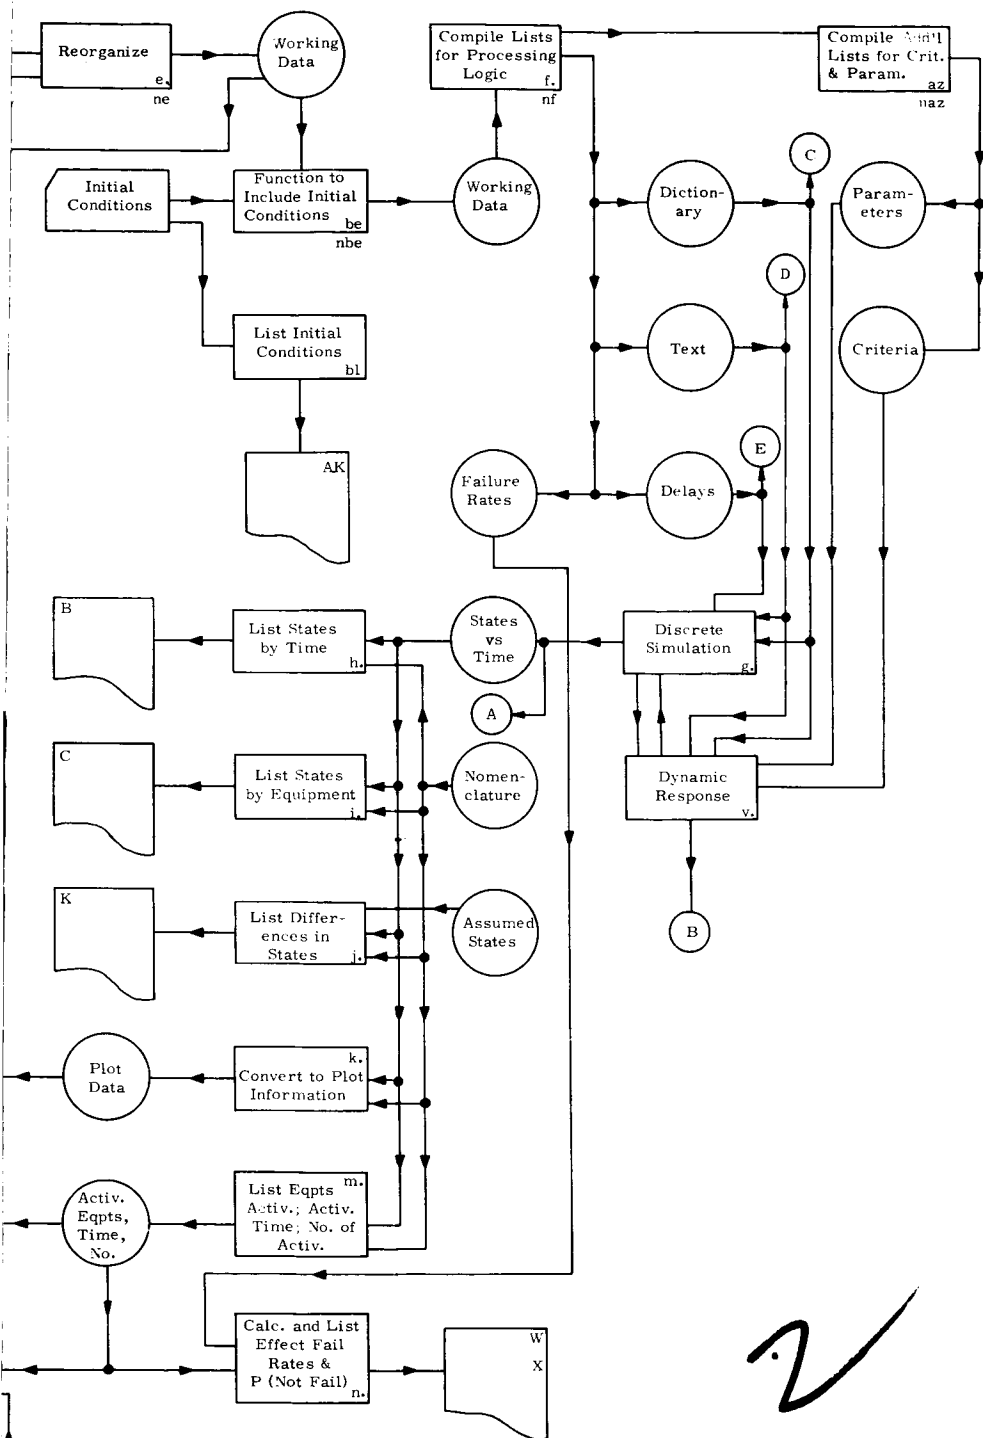 Reorganize
e.
ne
Working
Data
Compile Lists
for Processing
Logic
f.
nf
Compile Add'l
Lists for Crit.
& Param.
az
naz
Initial
Conditions
Function to
Include Initial
Conditions
be
nbe
Working
Data
Diction-
ary
C
Param-
eters
List Initial
Conditions
bl
D
Text
Criteria
AK
Failure
Rates
Delays
E
B
List States
by Time
h.
States
vs
Time
Discrete
Simulation
g.
A
C
List States
by Equipment
i.
Nomen-
clature
Dynamic
Response
v.
K
List Differ-
ences in
States
j.
Assumed
States
B
Plot
Data
k.
Convert to Plot
Information
Activ.
Eqpts,
Time,
No.
m.
List Eqpts
Activ.; Activ.
Time; No. of
Activ.
Calc. and List
Effect Fail
Rates &
P (Not Fail)
n.
W
X
2